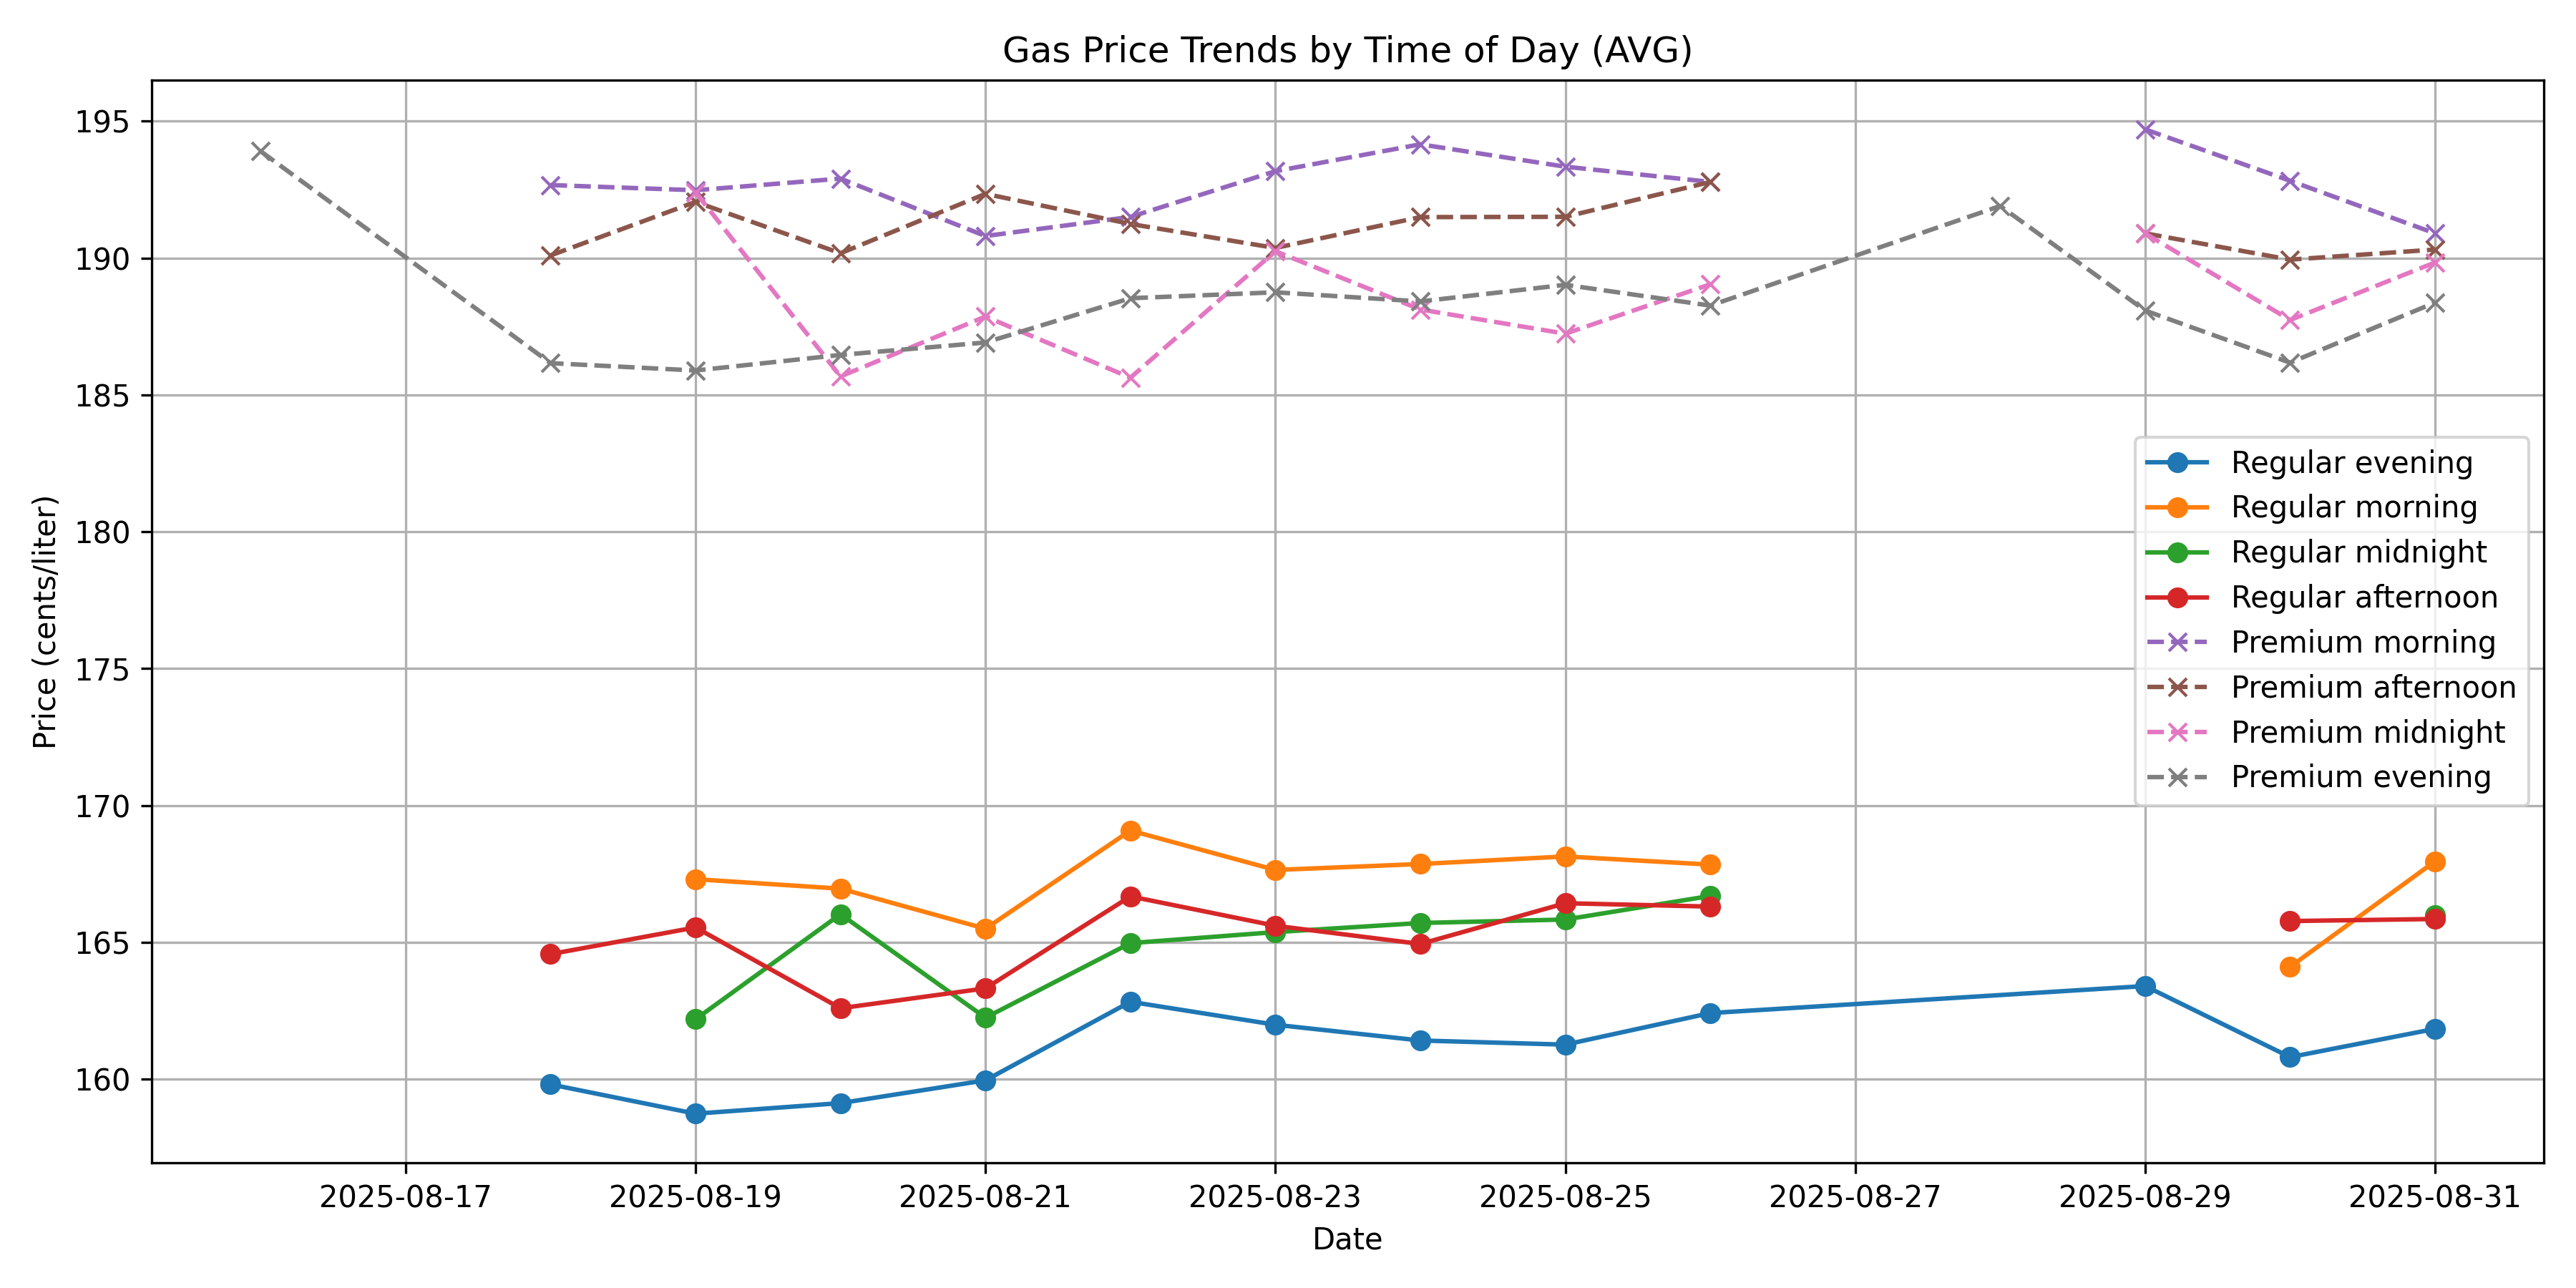 Gas Price Trends by Time of Day (AVG)
195
190
185
180
175
170
165
160
Price (cents/liter)
Regular evening
Regular morning
Regular midnight
Regular afternoon
Premium morning
Premium afternoon
Premium midnight
Premium evening
2025-08-17 2025-08-19 2025-08-21 2025-08-23 2025-08-25 2025-08-27 2025-08-29 2025-08-31
Date